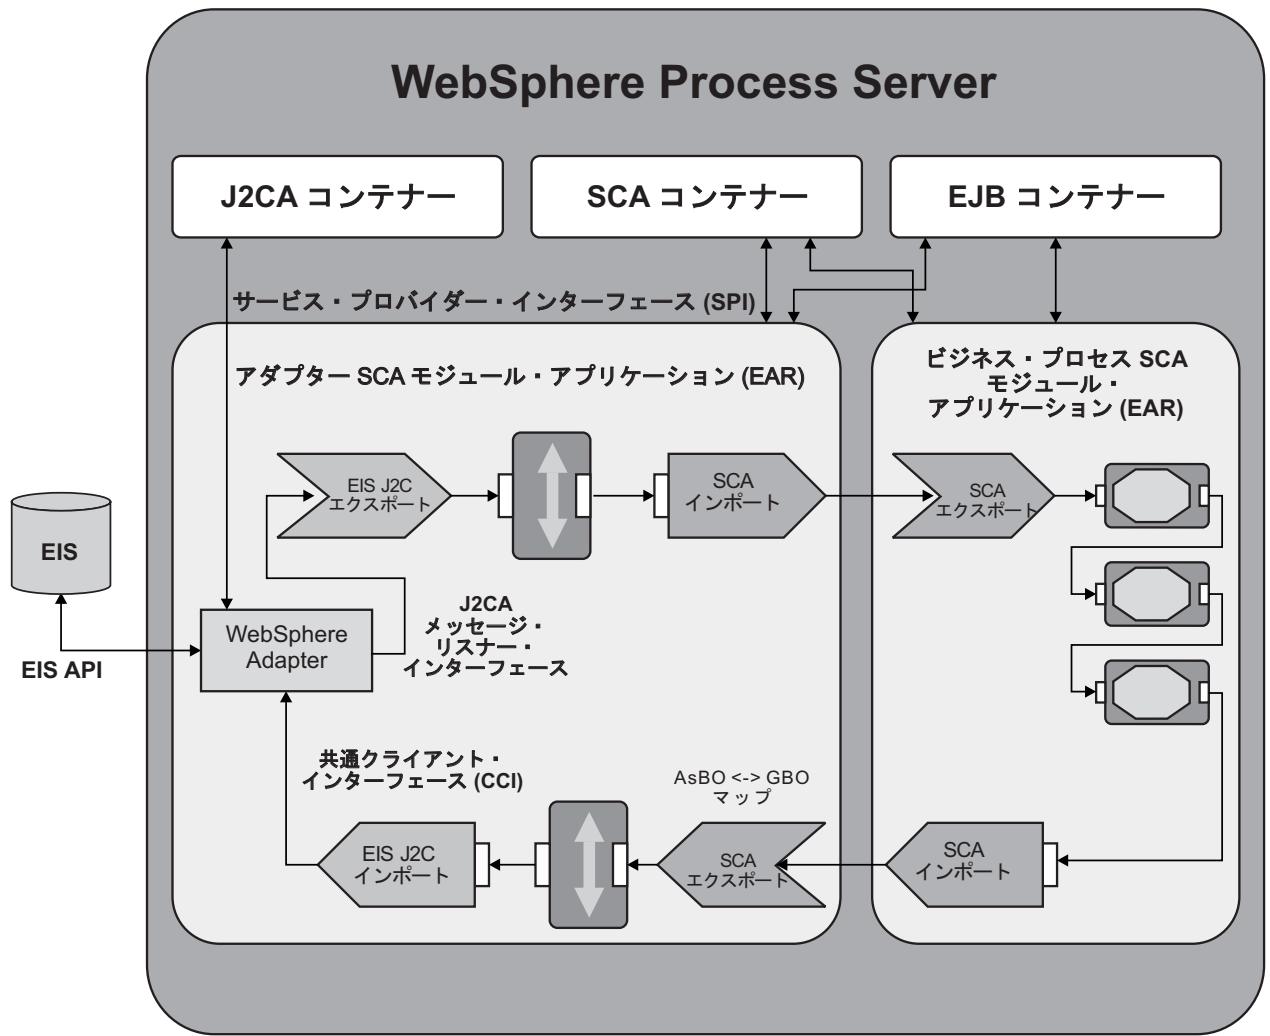 WebSphere Process Server
J2CA コンテナー
SCA コンテナー
EJB コンテナー
サービス・プロバイダー・インターフェース (SPI)
アダプター SCA モジュール・アプリケーション (EAR)
ビジネス・プロセス SCA
モジュール・
アプリケーション (EAR)
EIS J2C
エクスポート
SCA
インポート
SCA
エクスポート
EIS
EIS API
WebSphere
Adapter
J2CA
メッセージ・
リスナー・
インターフェース
共通クライアント・
インターフェース (CCI)
AsBO <-> GBO
マップ
EIS J2C
インポート
SCA
エクスポート
SCA
インポート